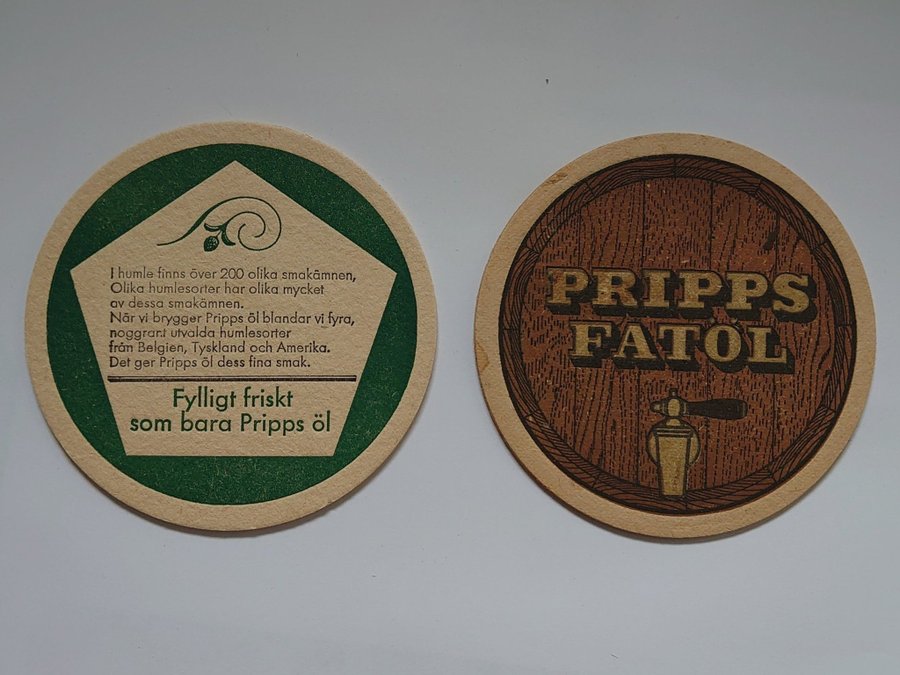 I humle finns över 200 olika smakämnen,
Olika humlesorter har olika mycket
av dessa smakämnen.
När vi brygger Pripps öl blandar vi fyra,
noggrant utvalda humlesorter
från Belgien, Tyskland och Amerika.
Det ger Pripps öl dess fina smak.
Fylligt friskt
som bara Pripps öl
PRIPPS
FATÖL